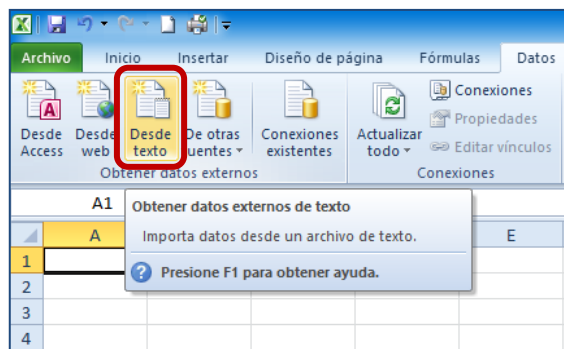 Archivo Inicio Insertar Diseño de página Fórmulas Datos
Desde Access
Desde web
Desde texto
De otras fuentes
Conexiones existentes
Actualizar todo
Conexiones
Propiedades
Editar vínculos
Obtener datos externos
Conexiones
A1
Obtener datos externos de texto
Importa datos desde un archivo de texto.
Presione F1 para obtener ayuda.
A
E
1
2
3
4